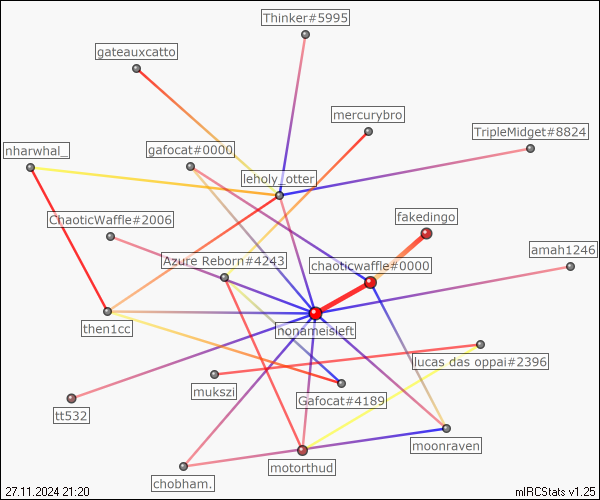 Thinker#5995
gateauxcatto
mercurybro
TripleMidget#8824
nharwhal_
gafocat#0000
leholy_otter
ChaoticWaffle#2006
fakedingo
amah1246
Azure Reborn#4243
chaoticwaffle#0000
then1cc
nonameisleft
lucas das oppai#2396
mukszi
Gafocat#4189
tt532
moonraven
motorthud
chobham.
27.11.2024 21:20
mIRCStats v1.25